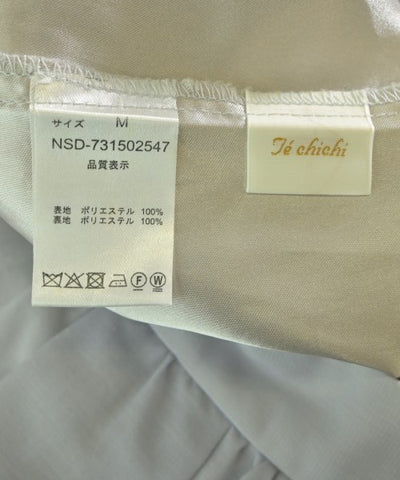 サイズ M
NSD-731502547
品質表示
表地 ポリエステル 100%
裏地 ポリエステル 100%
F W
Té chichi